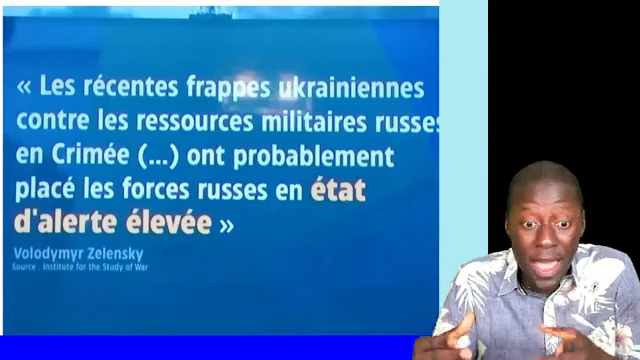 « Les récentes frappes ukrainiennes
contre les ressources militaires russes
en Crimée (...) ont probablement
placé les forces russes en état
d'alerte élevée »
Volodymyr Zelensky
Source : Institute for the Study of War